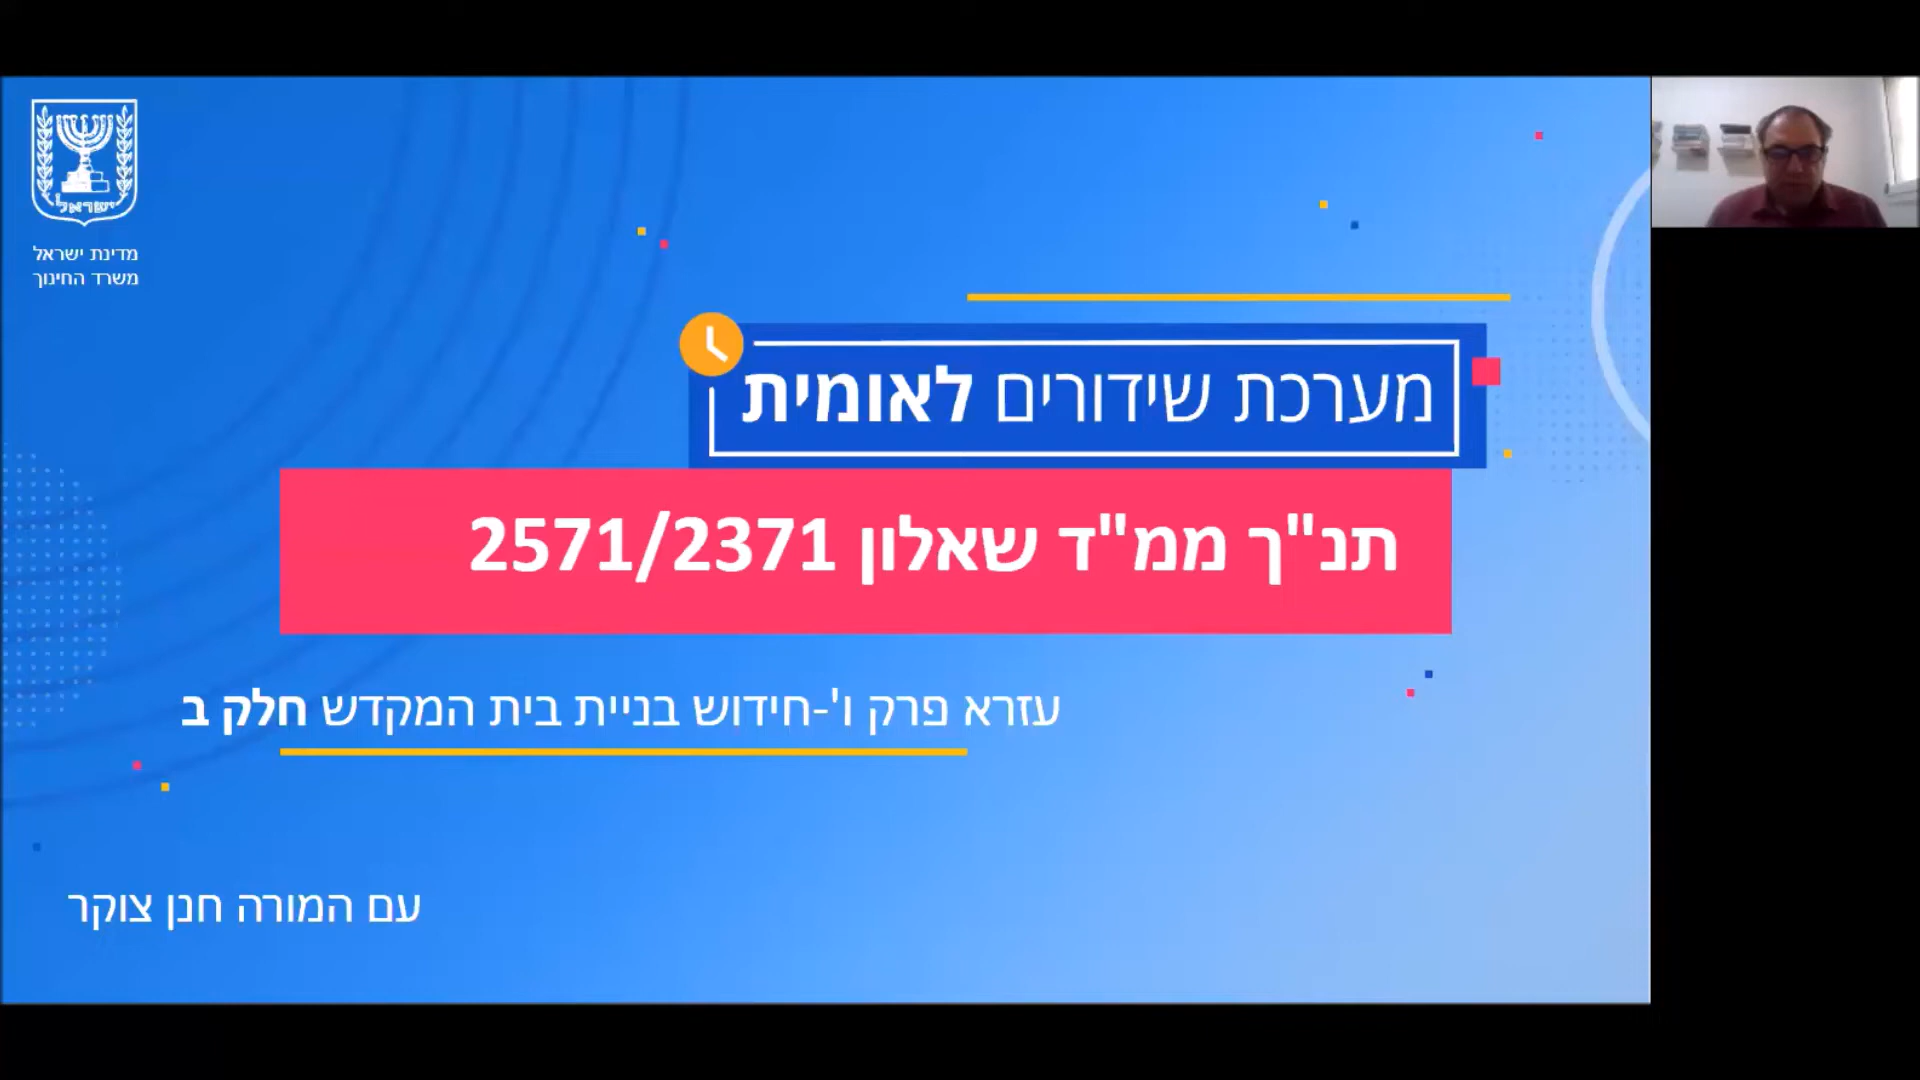 ישראל
מדינת ישראל
משרד החינוך
מערכת שידורים לאומית
תנ"ך ממ"ד שאלון 2571/2371
עזרא פרק ו'-חידוש בניית בית המקדש חלק ב
עם המורה חנן צוקר